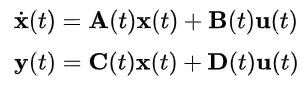 ẋ(t) = A(t)x(t) + B(t)u(t)
y(t) = C(t)x(t) + D(t)u(t)